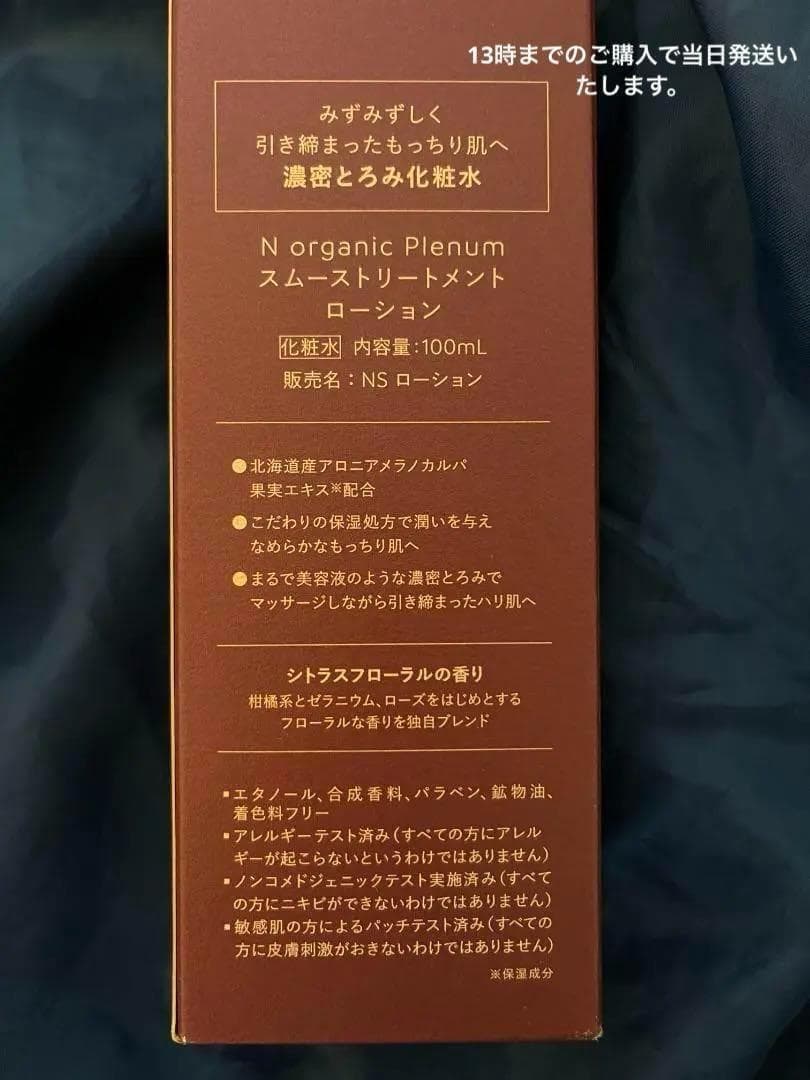 13時までのご購入で当日発送い
たします。
みずみずしく
引き締まったもっちり肌へ
濃密とろみ化粧水
N organic Plenum
スムーストリートメント
ローション
化粧水 内容量:100mL
販売名:NS ローション
●北海道産アロニアメラノカルパ
果実エキス※配合
●こだわりの保湿処方で潤いを与え
なめらかなもっちり肌へ
●まるで美容液のような濃密とろみで
マッサージしながら引き締まったハリ肌へ
シトラスフローラルの香り
柑橘系とゼラニウム、ローズをはじめとする
フローラルな香りを独自ブレンド
▪エタノール、合成香料、パラベン、鉱物油、
着色料フリー
▪アレルギーテスト済み(すべての方にアレル
ギーが起こらないというわけではありません)
▪ノンコメドジェニックテスト実施済み(すべて
の方にニキビができないわけではありません)
▪敏感肌の方によるパッチテスト済み(すべての
方に皮膚刺激がおきないわけではありません)
※保湿成分